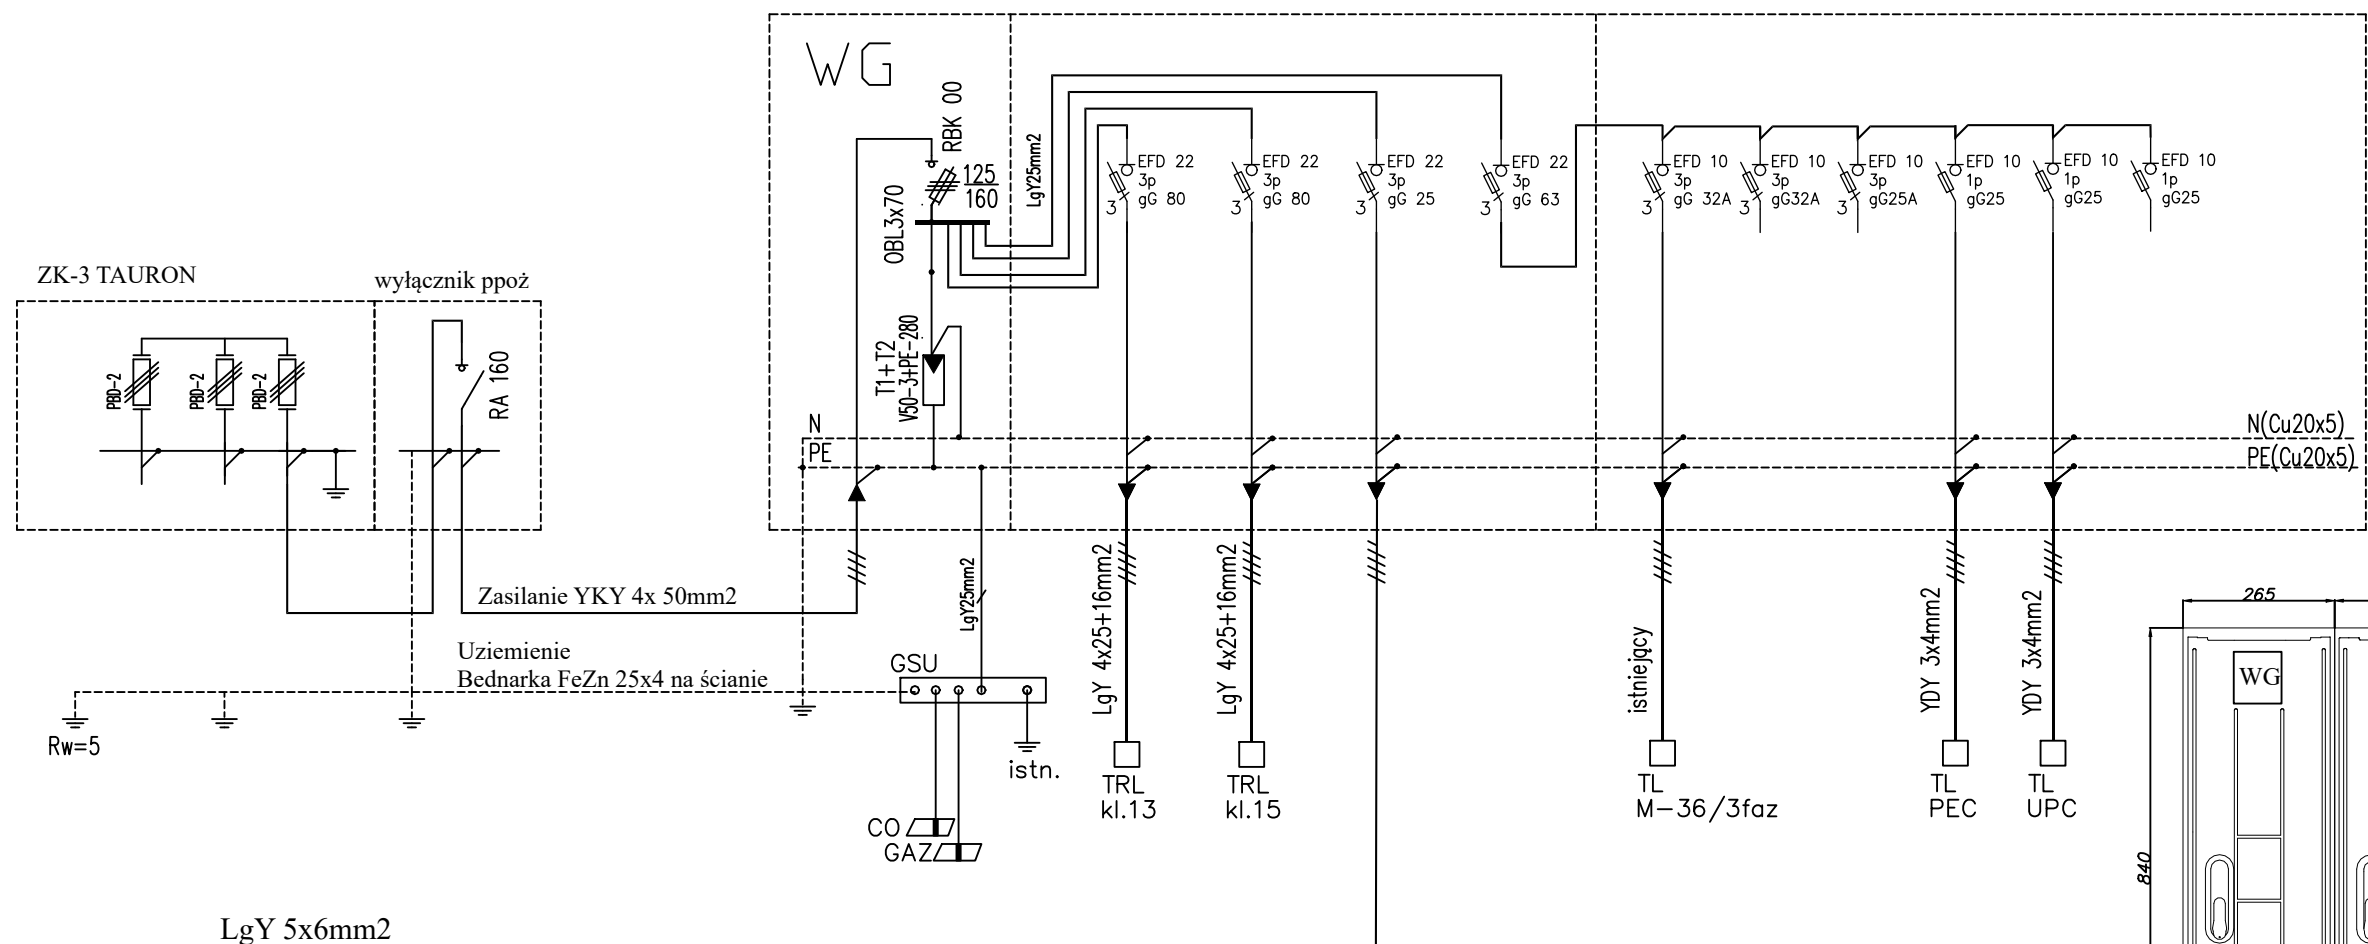 WG
RBK 00
125
160
OBL3x70
LgY25mm2
EFD 22
3p
gG 80
3
EFD 22
3p
gG 80
3
EFD 22
3p
gG 25
3
EFD 22
3p
gG 63
3
EFD 10
3p
gG 32A
3
EFD 10
3p
gG32A
3
EFD 10
3p
gG25A
3
EFD 10
1p
gG25
EFD 10
1p
gG25
EFD 10
1p
gG25
ZK-3 TAURON
wyłącznik ppoż
PBD-2
PBD-2
PBD-2
RA 160
T1+T2
V50-3+PE-280
N
PE
N(Cu20x5)
PE(Cu20x5)
Zasilanie YKY 4x 50mm2
Uziemienie
Bednarka FeZn 25x4 na ścianie
LgY25mm2
GSU
Rw=5
istn.
CO
GAZ
LgY 4x25+16mm2
TRL
kl.13
LgY 4x25+16mm2
TRL
kl.15
istniejący
TL
M-36/3faz
YDY 3x4mm2
TL
PEC
YDY 3x4mm2
TL
UPC
265
WG
840
LgY 5x6mm2